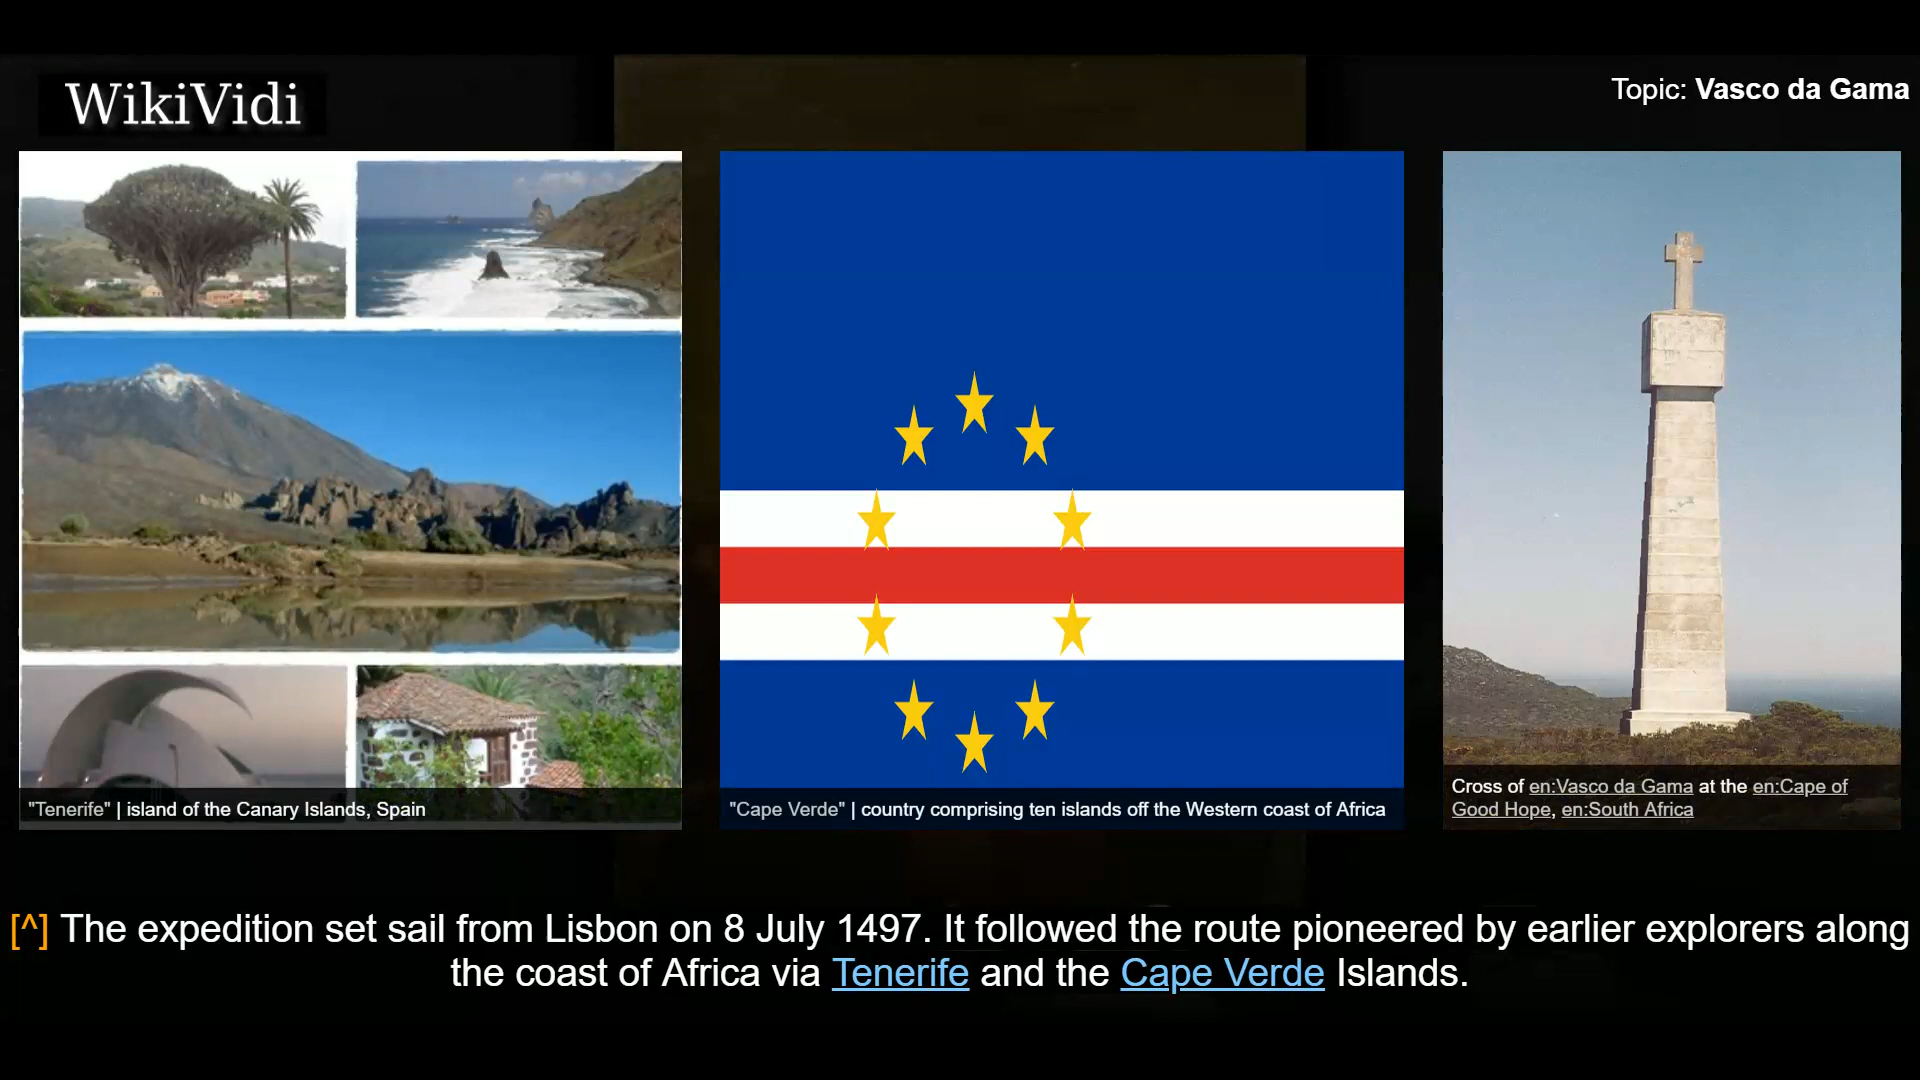 WikiVidi
Topic: Vasco da Gama
"Tenerife" | island of the Canary Islands, Spain
"Cape Verde" | country comprising ten islands off the Western coast of Africa
Cross of en:Vasco da Gama at the en:Cape of
Good Hope, en:South Africa
[^] The expedition set sail from Lisbon on 8 July 1497. It followed the route pioneered by earlier explorers along
the coast of Africa via Tenerife and the Cape Verde Islands.